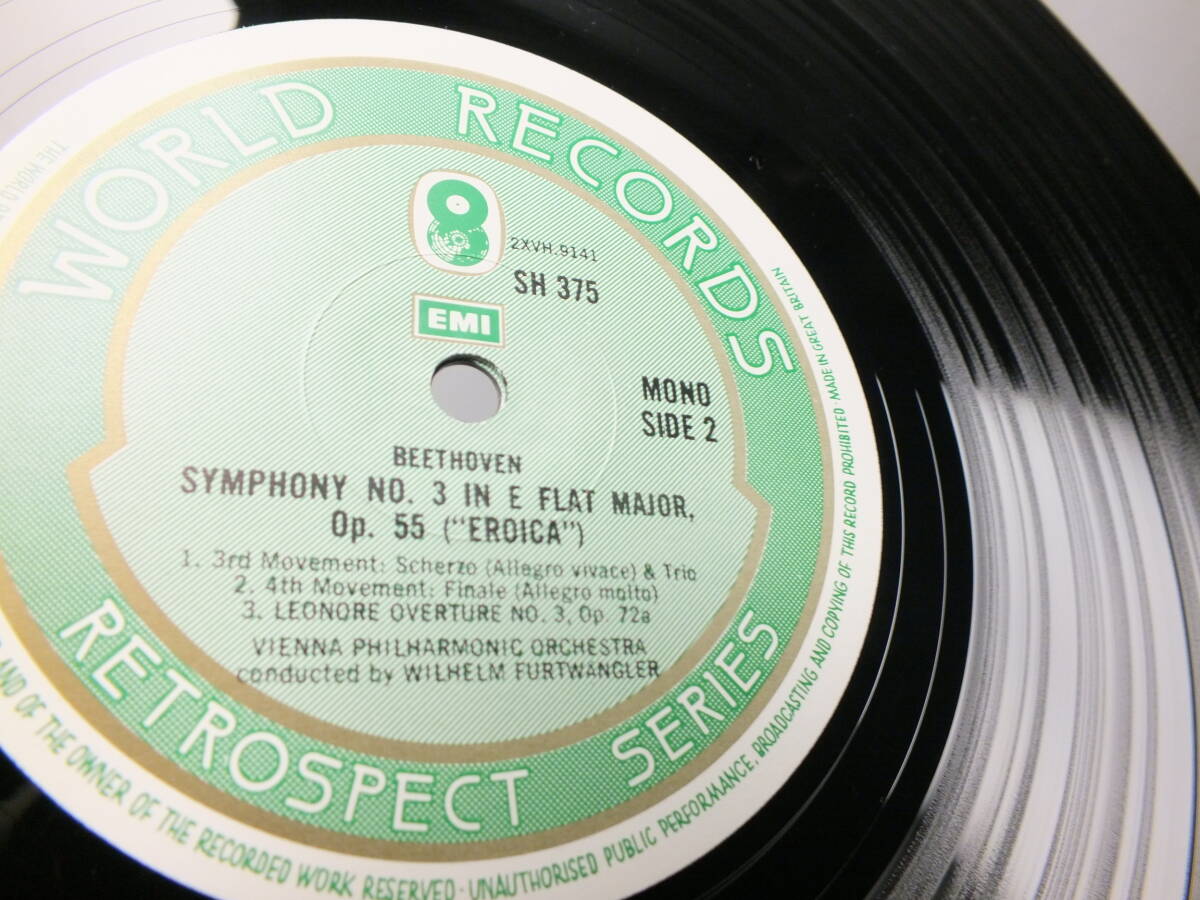 WORLD RECORDS
2XVH.9141
SH 375
EMI
MONO
SIDE 2
BEETHOVEN
SYMPHONY NO. 3 IN E FLAT MAJOR,
Op. 55 ("EROICA")
1. 3rd Movement: Scherzo (Allegro vivace) & Trio
2. 4th Movement: Finale (Allegro molto)
3. LEONORE OVERTURE NO. 3, Op. 72a
VIENNA PHILHARMONIC ORCHESTRA
conducted by WILHELM FURTWANGLER
RETROSPECT SERIES
THE WORLD
AND OF THE OWNER OF THE RECORDED WORK RESERVED · UNAUTHORISED PUBLIC PERFORMANCE, BROADCASTING AND COPYING OF THIS RECORD PROHIBITED · MADE IN GREAT BRITAIN